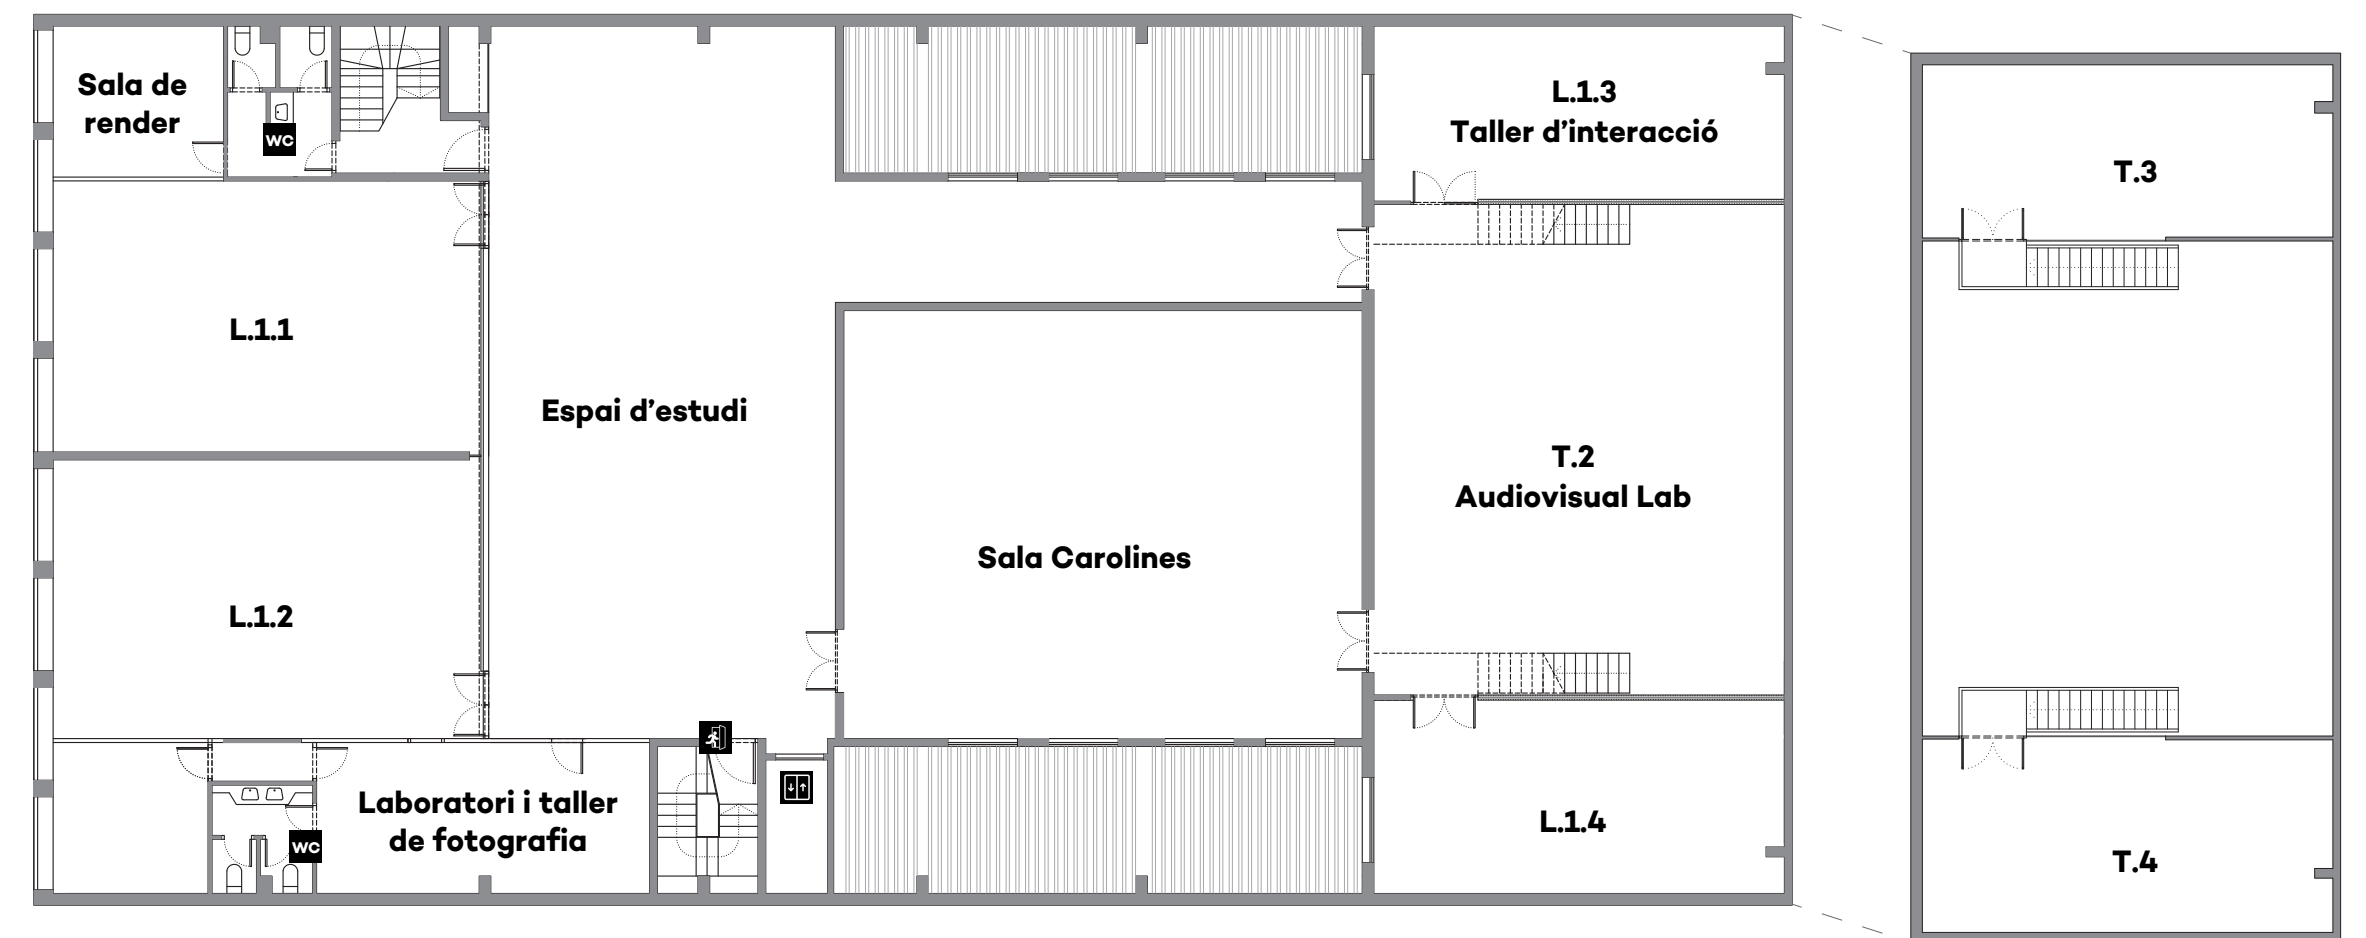 Sala de
render
WC
L.1.1
L.1.2
Espai d’estudi
Sala Carolines
L.1.3
Taller d’interacció
T.2
Audiovisual Lab
L.1.4
Laboratori i taller
de fotografia
WC
T.3
T.4